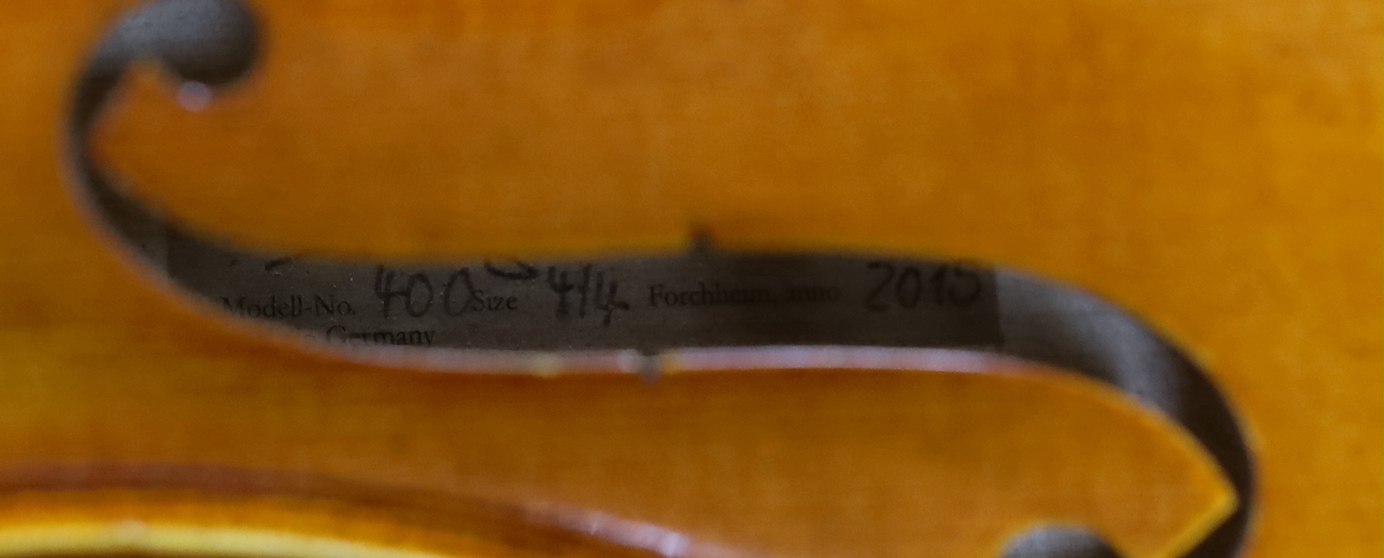 Modell-No. 400 Size 4/4 Forchheim, anno 2015
Germany